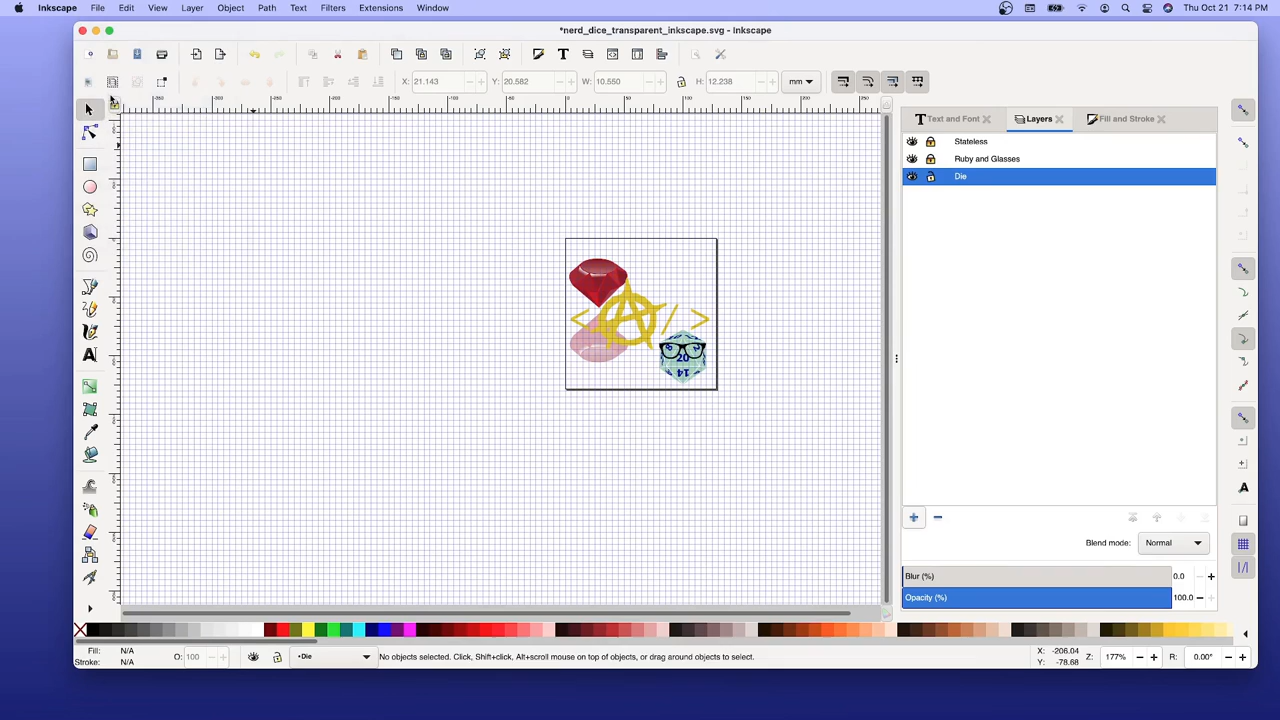 Inkscape File Edit View Layer Object Path Text Filters Extensions Window Thu Oct 21 7:14 PM
*nerd_dice_transparent_inkscape.svg - Inkscape
X: 21.143 Y: 20.582 W: 10.550 H: 12.238 mm
Text and Font Layers Fill and Stroke
Stateless
Ruby and Glasses
Die
</>
20
14
Blend mode: Normal
Blur (%) 0.0
Opacity (%) 100.0
Fill: N/A
Stroke: N/A
O: 100
•Die
No objects selected. Click, Shift+click, Alt+scroll mouse on top of objects, or drag around objects to select.
X: -206.04
Y: -78.68
Z: 177%
R: 0.00°